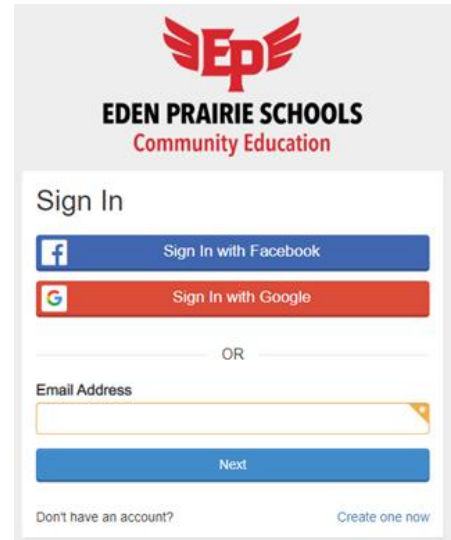 EP
EDEN PRAIRIE SCHOOLS
Community Education
Sign In
f Sign In with Facebook
G Sign In with Google
OR
Email Address
Next
Don't have an account? Create one now